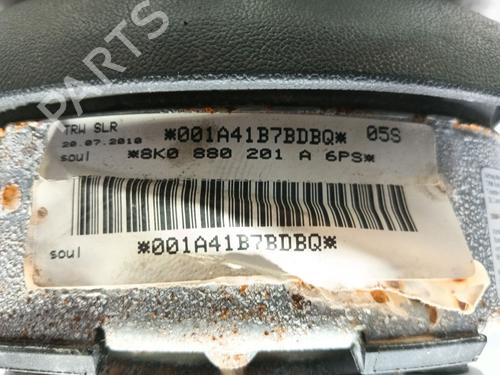 TRW SLR *001A41B7BDBQ* 05S
20.07.2010
soul *8K0 880 201 A 6PS*
soul *001A41B7BDBQ*
PARTS